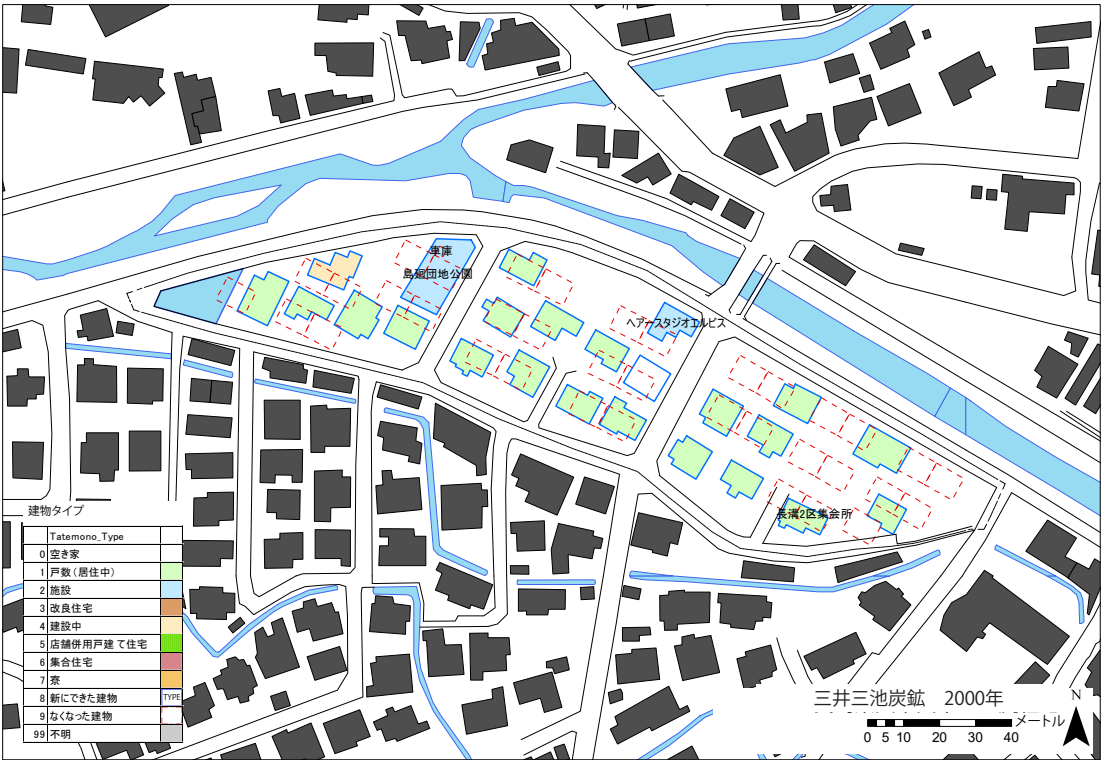 車庫
島廻団地公園
ヘアースタジオエルビス
長溝2区集会所
建物タイプ
Tatemono_Type
0 空き家
1 戸数(居住中)
2 施設
3 改良住宅
4 建設中
5 店舗併用戸建て住宅
6 集合住宅
7 寮
8 新にできた建物 TYPE
9 なくなった建物
99 不明
三井三池炭鉱 2000年
N
メートル
0 5 10 20 30 40